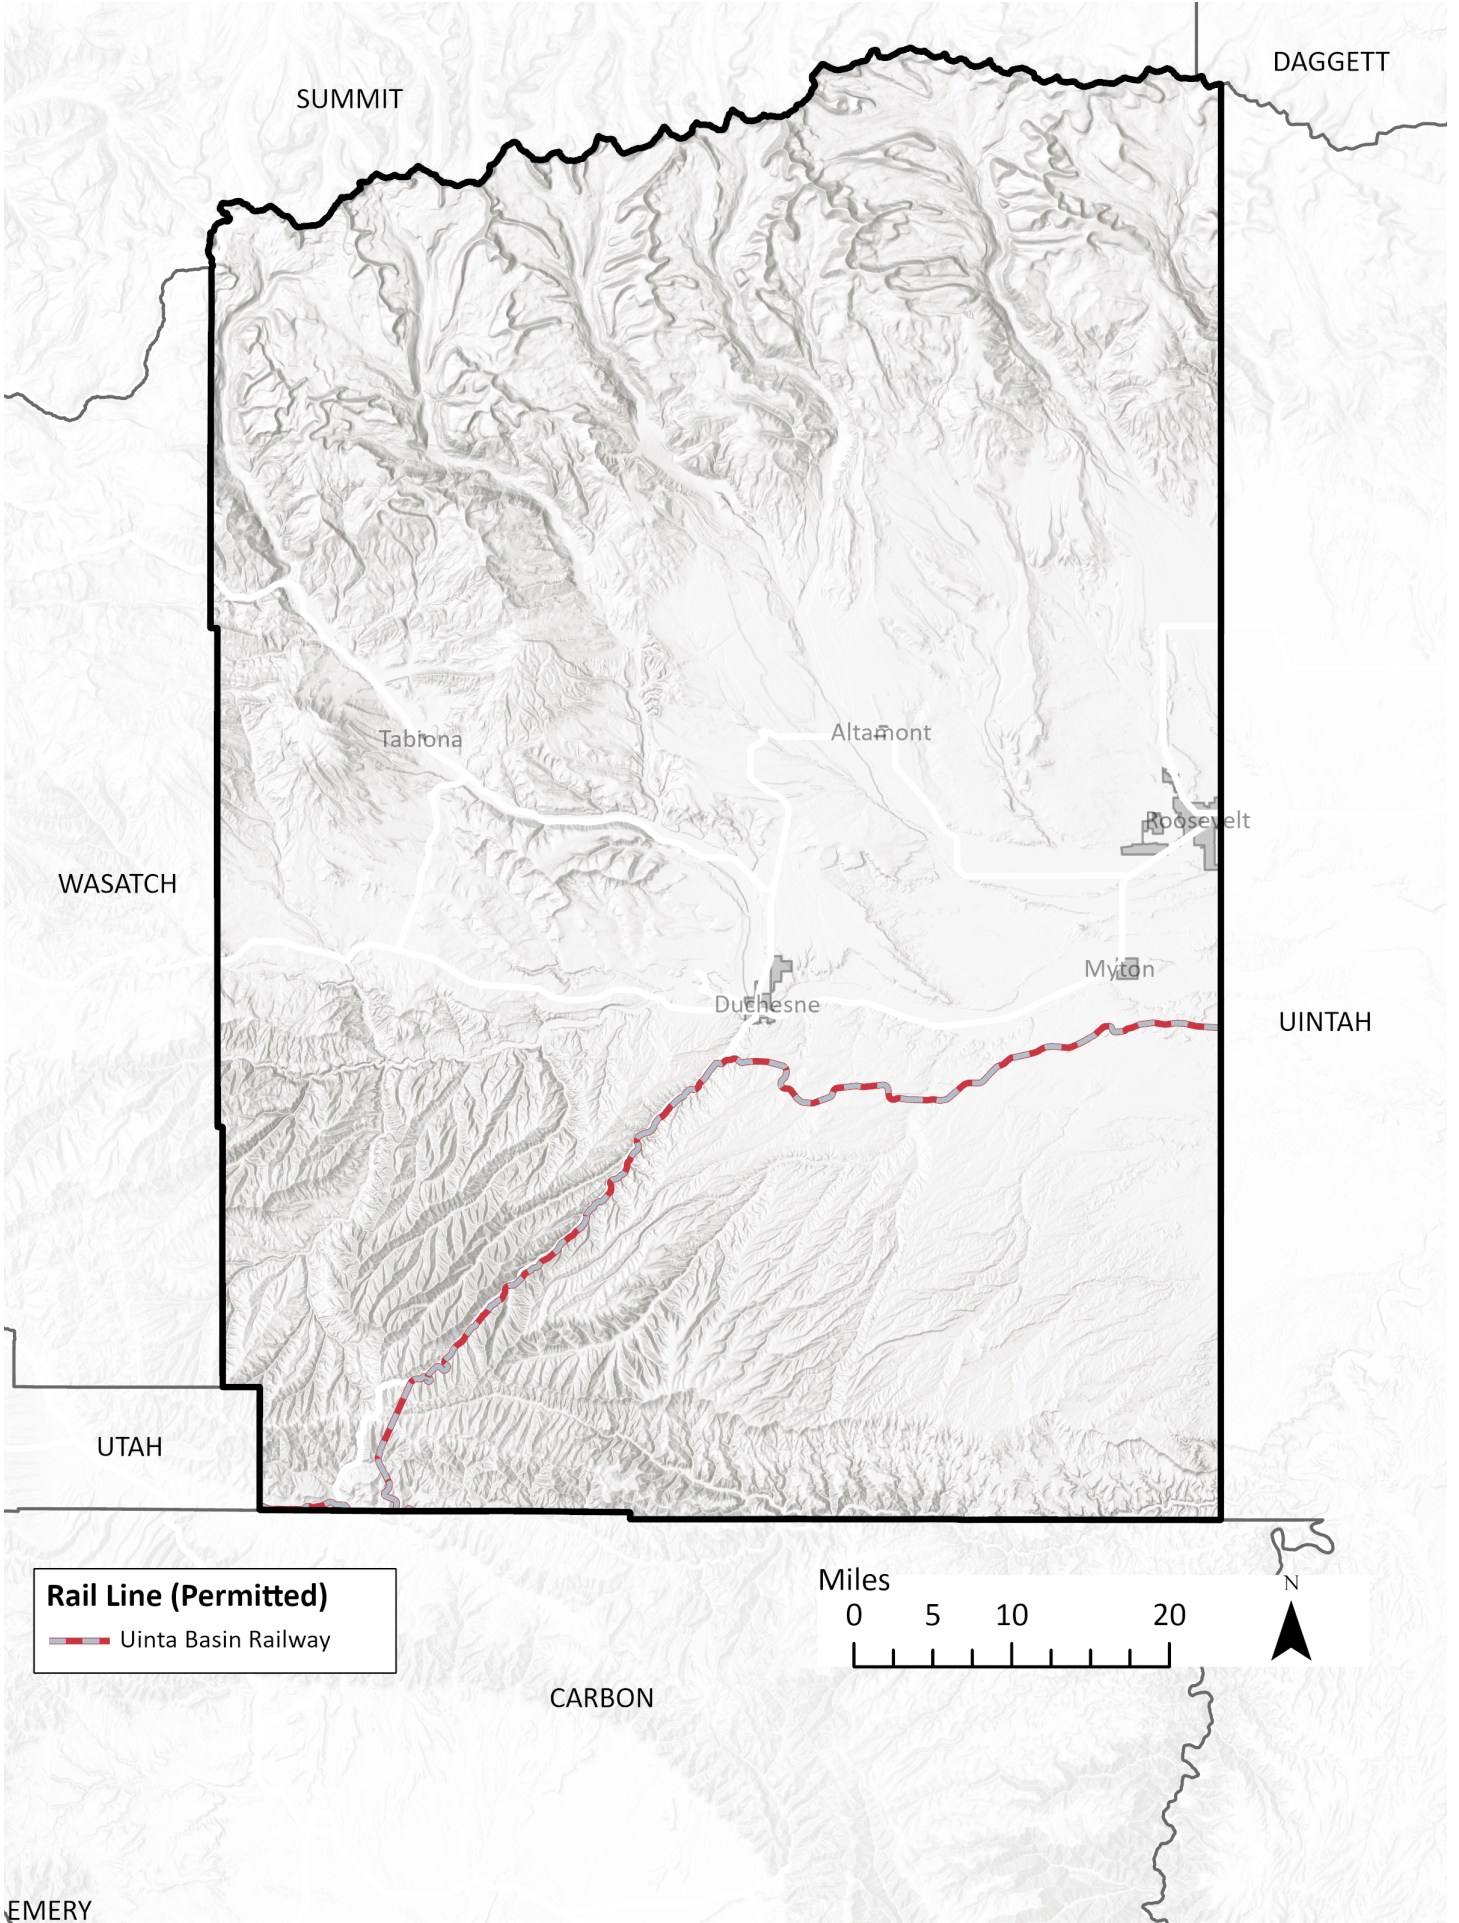 DAGGETT
SUMMIT
Altamont
Tabiona
Roosevelt
WASATCH
Myton
Duchesne
UINTAH
UTAH
Rail Line (Permitted)
Uinta Basin Railway
Miles
0 5 10 20
N
CARBON
EMERY